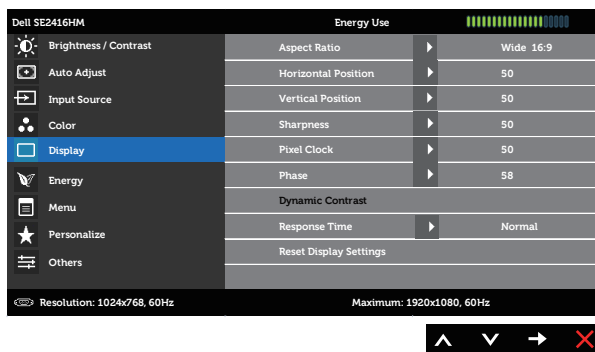 Dell SE2416HM Energy Use
Brightness / Contrast
Auto Adjust
Input Source
Color
Display
Energy
Menu
Personalize
Others
Aspect Ratio Wide 16:9
Horizontal Position 50
Vertical Position 50
Sharpness 50
Pixel Clock 50
Phase 58
Dynamic Contrast
Response Time Normal
Reset Display Settings
Resolution: 1024x768, 60Hz Maximum: 1920x1080, 60Hz